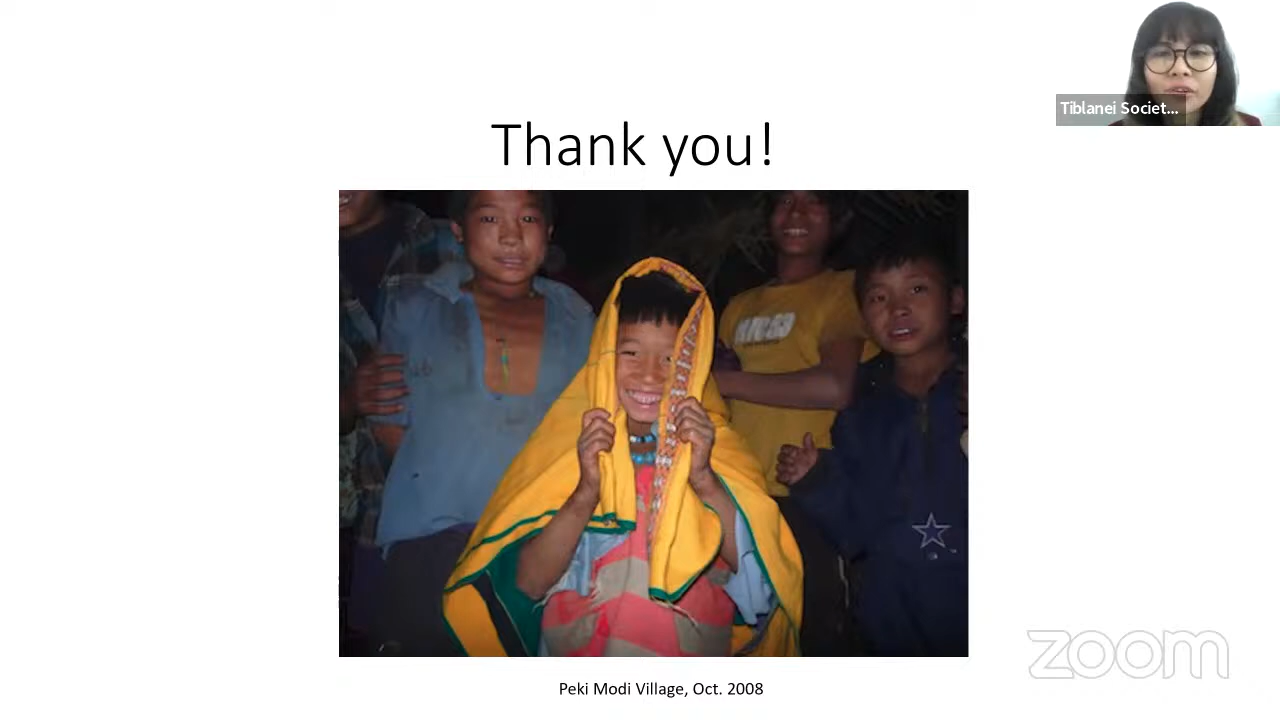 Tiblanei Societ...
Thank you!
zoom
Peki Modi Village, Oct. 2008